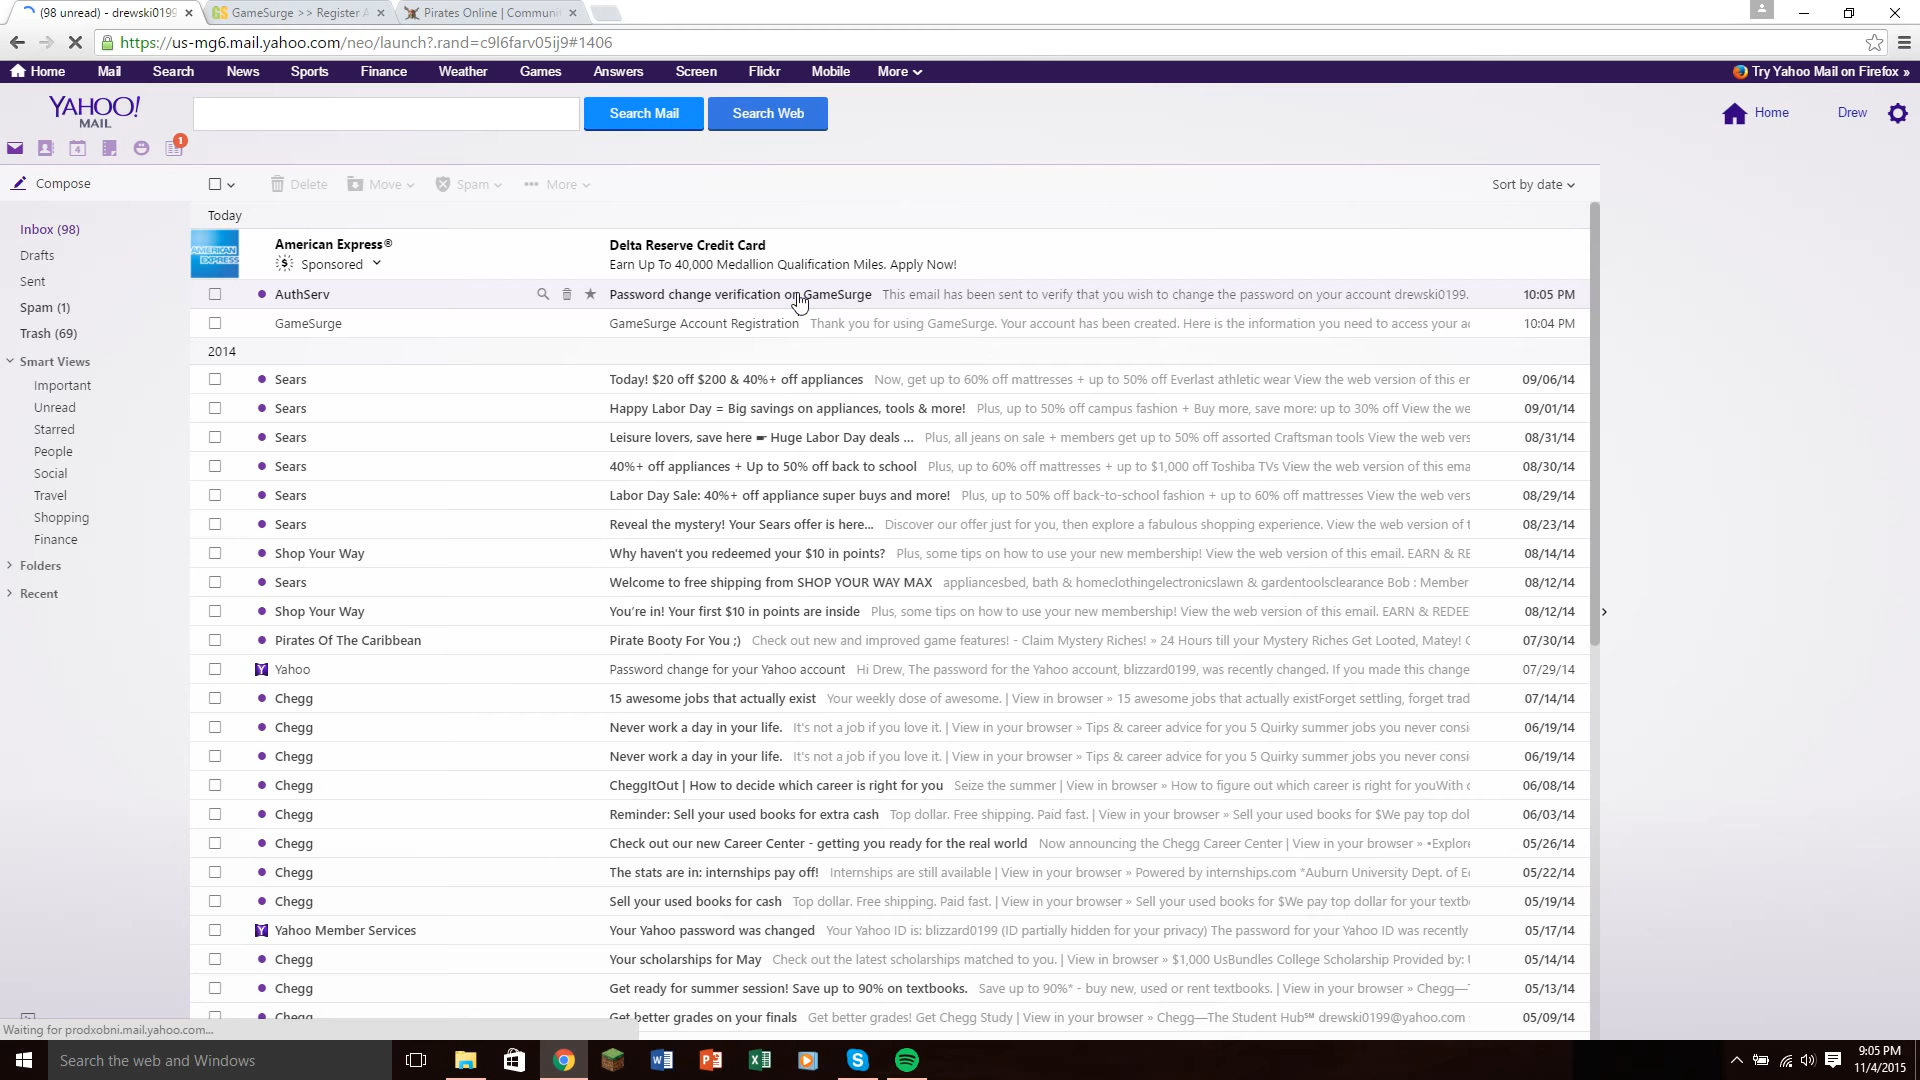 (98 unread) - drewski0199
GameSurge >> Register A
Pirates Online | Communi
https://us-mg6.mail.yahoo.com/neo/launch?.rand=c9l6farv05ij9#1406
Home Mail Search News Sports Finance Weather Games Answers Screen Flickr Mobile More
Try Yahoo Mail on Firefox »
YAHOO!
MAIL
Search Mail
Search Web
Home
Drew
4
1
Compose
Delete Move Spam More
Sort by date
Inbox (98)
Drafts
Sent
Spam (1)
Trash (69)
Smart Views
Important
Unread
Starred
People
Social
Travel
Shopping
Finance
Folders
Recent
Today
AMERICAN EXPRESS
American Express® Delta Reserve Credit Card
Sponsored Earn Up To 40,000 Medallion Qualification Miles. Apply Now!
AuthServ Password change verification on GameSurge This email has been sent to verify that you wish to change the password on your account drewski0199. 10:05 PM
GameSurge GameSurge Account Registration Thank you for using GameSurge. Your account has been created. Here is the information you need to access your ac 10:04 PM
2014
Sears Today! $20 off $200 & 40%+ off appliances Now, get up to 60% off mattresses + up to 50% off Everlast athletic wear View the web version of this er 09/06/14
Sears Happy Labor Day = Big savings on appliances, tools & more! Plus, up to 50% off campus fashion + Buy more, save more: up to 30% off View the we 09/01/14
Sears Leisure lovers, save here ☛ Huge Labor Day deals ... Plus, all jeans on sale + members get up to 50% off assorted Craftsman tools View the web vers 08/31/14
Sears 40%+ off appliances + Up to 50% off back to school Plus, up to 60% off mattresses + up to $1,000 off Toshiba TVs View the web version of this ema 08/30/14
Sears Labor Day Sale: 40%+ off appliance super buys and more! Plus, up to 50% off back-to-school fashion + up to 60% off mattresses View the web vers 08/29/14
Sears Reveal the mystery! Your Sears offer is here... Discover our offer just for you, then explore a fabulous shopping experience. View the web version of t 08/23/14
Shop Your Way Why haven't you redeemed your $10 in points? Plus, some tips on how to use your new membership! View the web version of this email. EARN & RE 08/14/14
Sears Welcome to free shipping from SHOP YOUR WAY MAX appliancesbed, bath & homeclothingelectronicslawn & gardentoolsclearance Bob : Member 08/12/14
Shop Your Way You're in! Your first $10 in points are inside Plus, some tips on how to use your new membership! View the web version of this email. EARN & REDEE 08/12/14
Pirates Of The Caribbean Pirate Booty For You ;) Check out new and improved game features! - Claim Mystery Riches! » 24 Hours till your Mystery Riches Get Looted, Matey! C 07/30/14
Yahoo Password change for your Yahoo account Hi Drew, The password for the Yahoo account, blizzard0199, was recently changed. If you made this change 07/29/14
Chegg 15 awesome jobs that actually exist Your weekly dose of awesome. | View in browser » 15 awesome jobs that actually existForget settling, forget trad 07/14/14
Chegg Never work a day in your life. It's not a job if you love it. | View in your browser » Tips & career advice for you 5 Quirky summer jobs you never consi 06/19/14
Chegg Never work a day in your life. It's not a job if you love it. | View in your browser » Tips & career advice for you 5 Quirky summer jobs you never consi 06/19/14
Chegg CheggItOut | How to decide which career is right for you Seize the summer | View in browser » How to figure out which career is right for youWith c 06/08/14
Chegg Reminder: Sell your used books for extra cash Top dollar. Free shipping. Paid fast. | View in your browser » Sell your used books for $We pay top dol 06/03/14
Chegg Check out our new Career Center - getting you ready for the real world Now announcing the Chegg Career Center | View in your browser » •Explore 05/26/14
Chegg The stats are in: internships pay off! Internships are still available | View in your browser » Powered by internships.com *Auburn University Dept. of Ec 05/22/14
Chegg Sell your used books for cash Top dollar. Free shipping. Paid fast. | View in your browser » Sell your used books for $We pay top dollar for your textb 05/19/14
Yahoo Member Services Your Yahoo password was changed Your Yahoo ID is: blizzard0199 (ID partially hidden for your privacy) The password for your Yahoo ID was recently 05/17/14
Chegg Your scholarships for May Check out the latest scholarships matched to you. | View in browser » $1,000 UsBundles College Scholarship Provided by: U 05/14/14
Chegg Get ready for summer session! Save up to 90% on textbooks. Save up to 90%* - buy new, used or rent textbooks. | View in your browser » Chegg—T 05/13/14
Chegg Get better grades on your finals Get better grades! Get Chegg Study | View in your browser » Chegg—The Student Hub℠ drewski0199@yahoo.com 05/09/14
Waiting for prodxobni.mail.yahoo.com...
Search the web and Windows
9:05 PM
11/4/2015